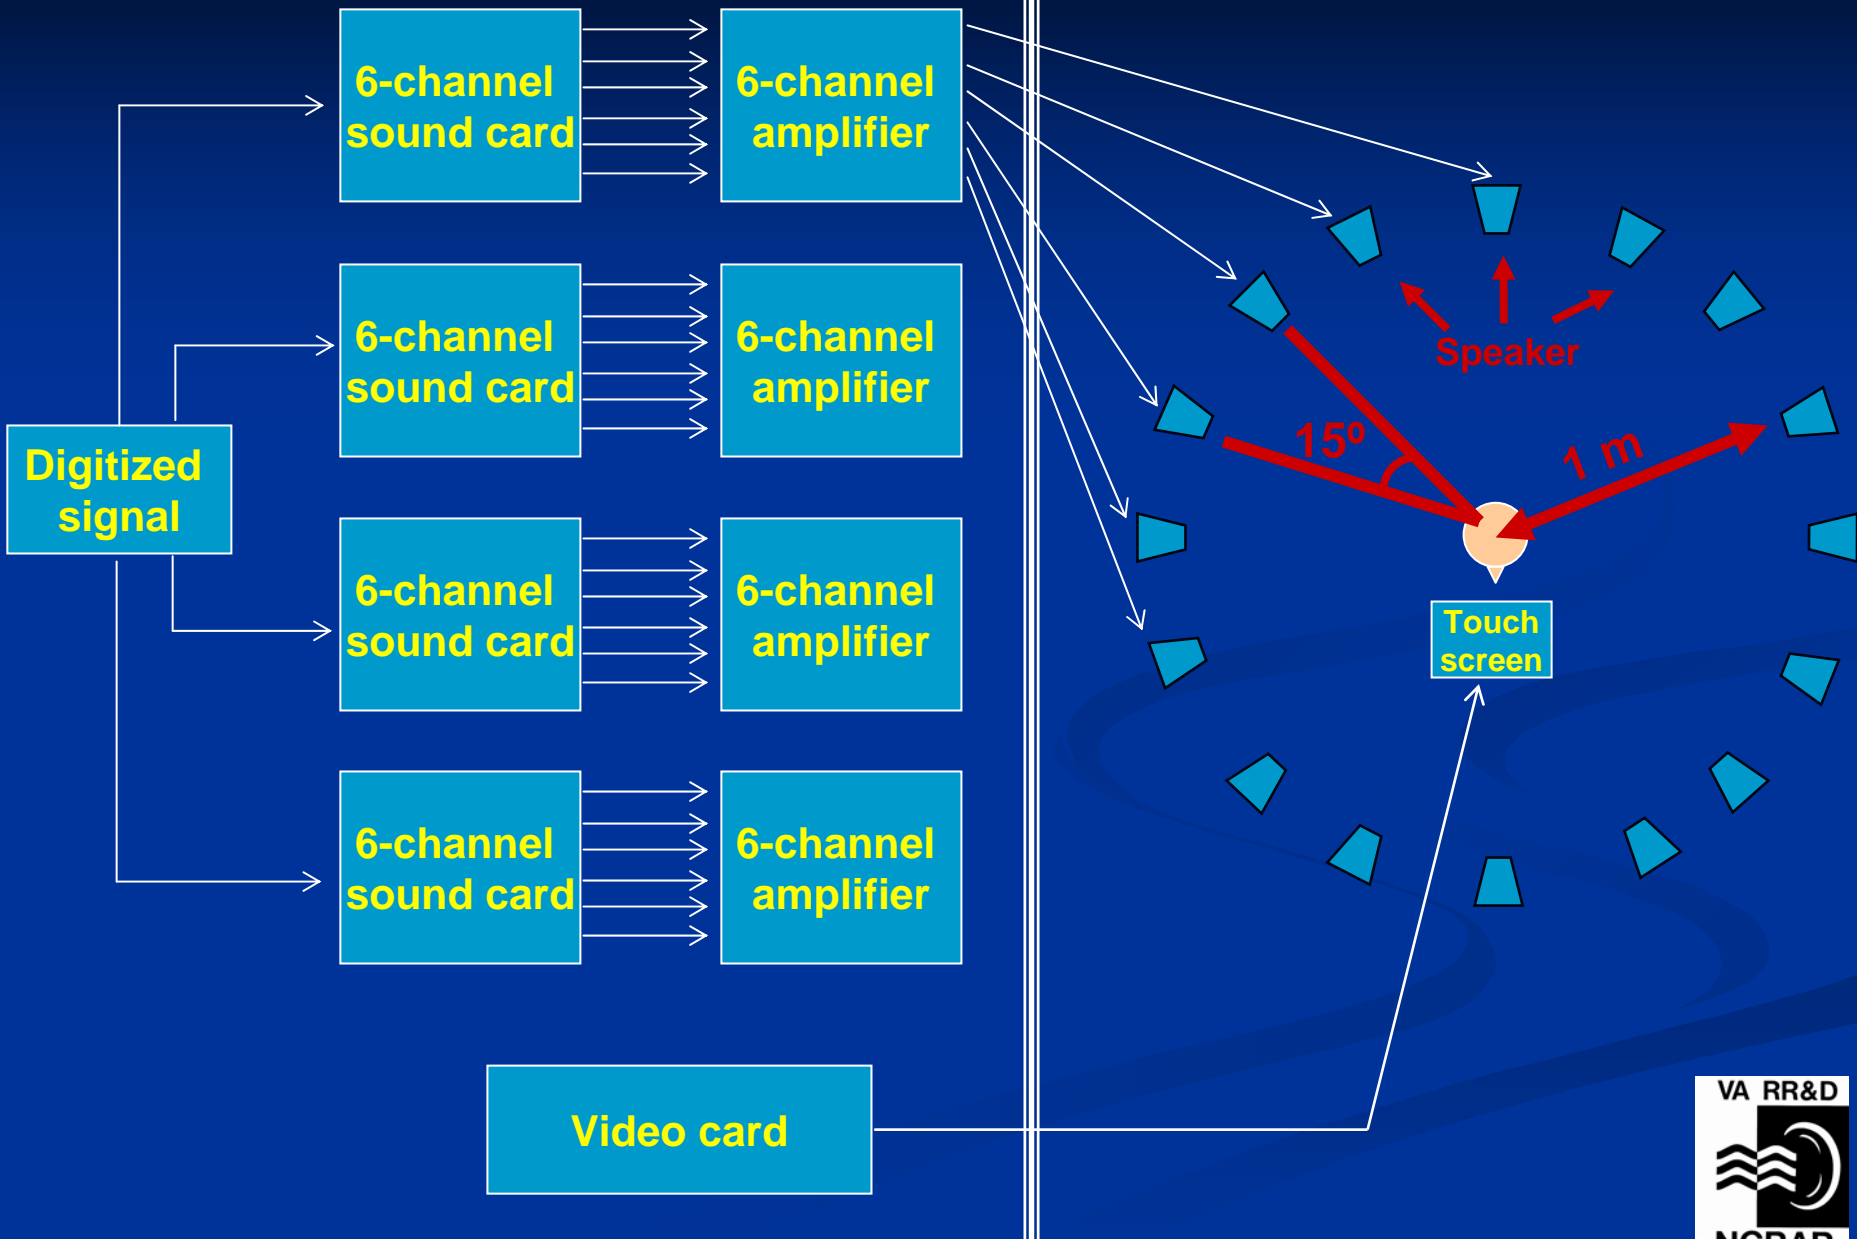 6-channel
sound card
6-channel
amplifier
6-channel
sound card
6-channel
amplifier
Digitized
signal
6-channel
sound card
6-channel
amplifier
6-channel
sound card
6-channel
amplifier
Video card
Speaker
15º
1 m
Touch
screen
VA RR&D
NCRAR